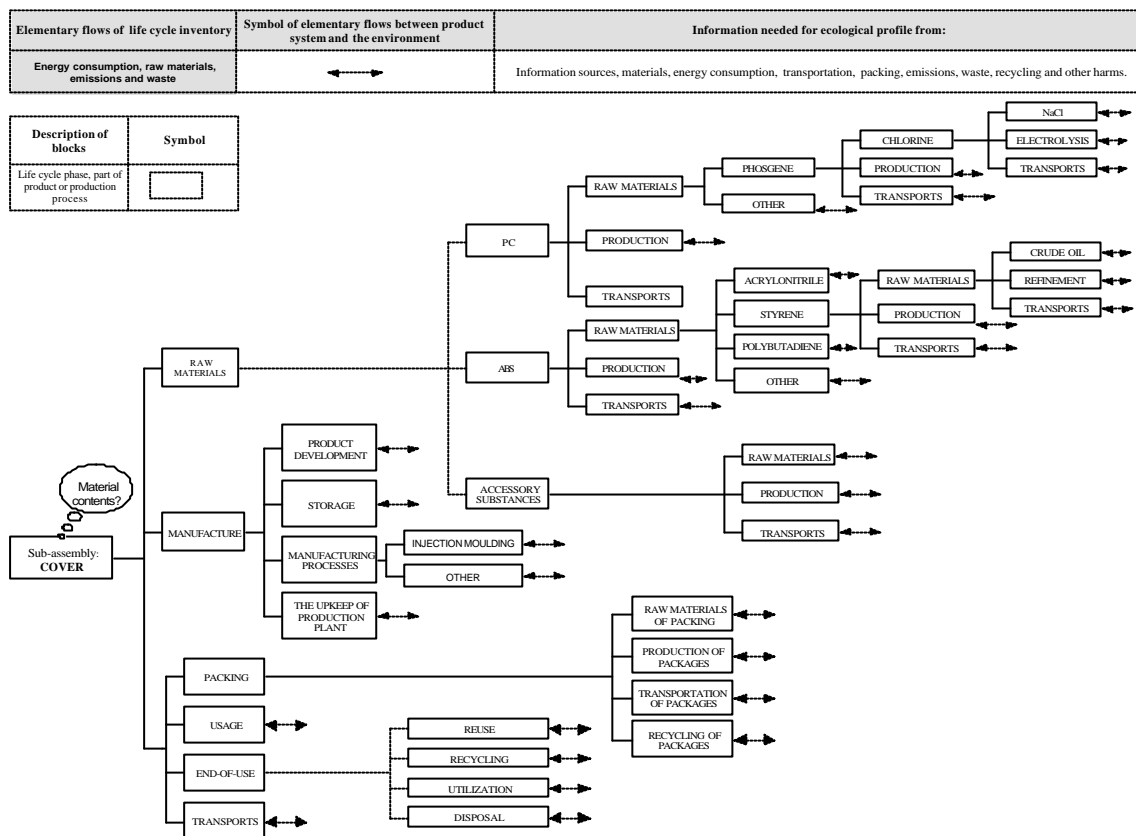 Elementary flows of life cycle inventory
Symbol of elementary flows between product
system and the environment
Information needed for ecological profile from:
Energy consumption, raw materials,
emissions and waste
Information sources, materials, energy consumption, transportation, packing, emissions, waste, recycling and other harms.
Description of
blocks
Symbol
Life cycle phase, part of
product or production
process
NaCl
CHLORINE
ELECTROLYSIS
PHOSGENE
PRODUCTION
TRANSPORTS
RAW MATERIALS
OTHER
TRANSPORTS
PC
PRODUCTION
CRUDE OIL
ACRYLONITRILE
RAW MATERIALS
REFINEMENT
TRANSPORTS
STYRENE
PRODUCTION
TRANSPORTS
RAW MATERIALS
POLYBUTADIENE
TRANSPORTS
RAW
MATERIALS
ABS
PRODUCTION
OTHER
TRANSPORTS
PRODUCT
DEVELOPMENT
RAW MATERIALS
Material
contents?
ACCESSORY
SUBSTANCES
PRODUCTION
STORAGE
TRANSPORTS
MANUFACTURE
INJECTION MOULDING
Sub-assembly:
COVER
MANUFACTURING
PROCESSES
OTHER
THE UPKEEP OF
PRODUCTION
PLANT
RAW MATERIALS
OF PACKING
PACKING
PRODUCTION OF
PACKAGES
TRANSPORTATION
OF PACKAGES
USAGE
REUSE
RECYCLING OF
PACKAGES
RECYCLING
END-OF-USE
UTILIZATION
TRANSPORTS
DISPOSAL